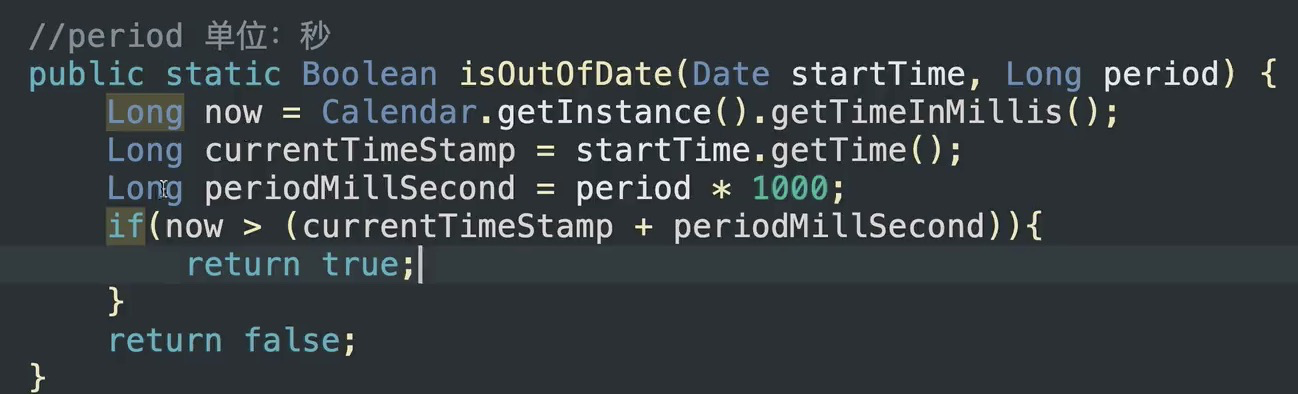 //period 单位：秒
public static Boolean isOutOfDate(Date startTime, Long period) {
    Long now = Calendar.getInstance().getTimeInMillis();
    Long currentTimeStamp = startTime.getTime();
    Long periodMillSecond = period * 1000;
    if(now > (currentTimeStamp + periodMillSecond)){
        return true;
    }
    return false;
}